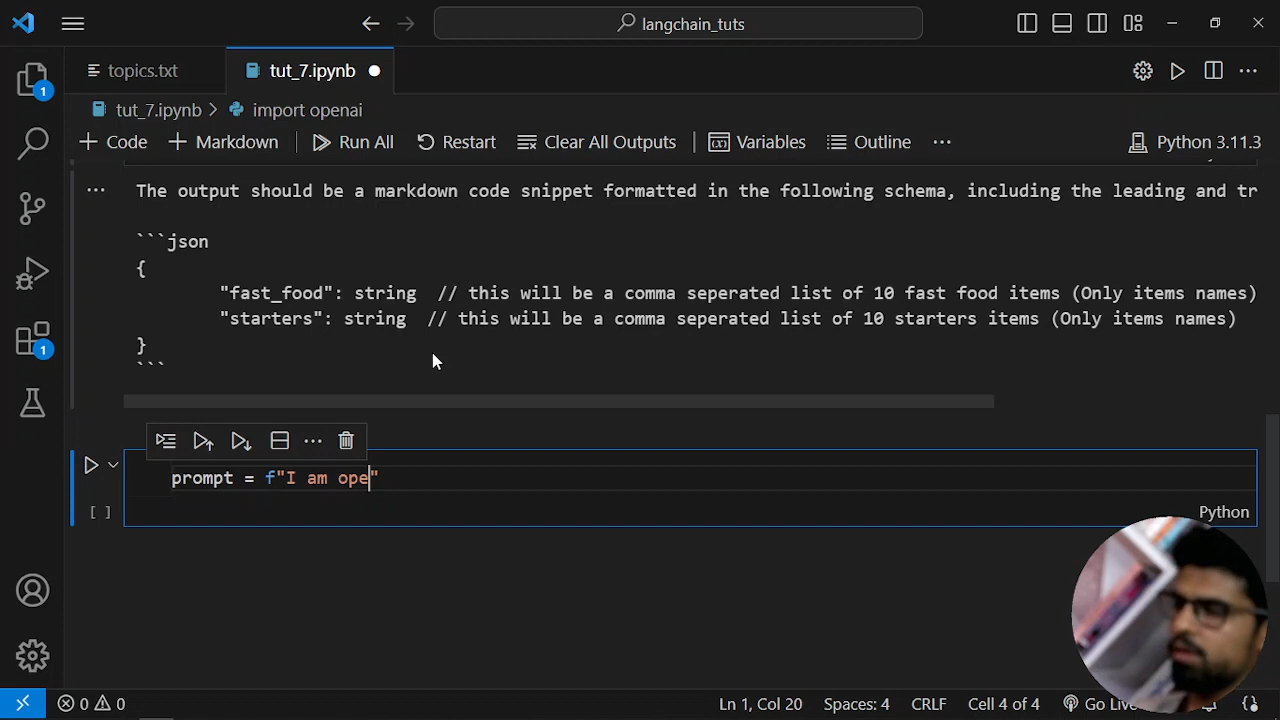 langchain_tuts
topics.txt
tut_7.ipynb
tut_7.ipynb > import openai
+ Code + Markdown Run All Restart Clear All Outputs Variables Outline ... Python 3.11.3
... The output should be a markdown code snippet formatted in the following schema, including the leading and tr
```json
{
"fast_food": string // this will be a comma seperated list of 10 fast food items (Only items names)
"starters": string // this will be a comma seperated list of 10 starters items (Only items names)
}
```
1
1
prompt = f"I am ope"
[ ]
Python
0 0
Ln 1, Col 20 Spaces: 4 CRLF Cell 4 of 4 Go Live